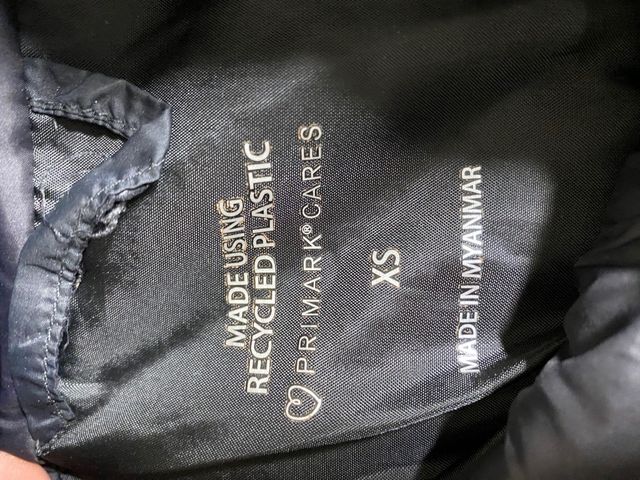 MADE USING
RECYCLED PLASTIC
PRIMARK® CARES
XS
MADE IN MYANMAR